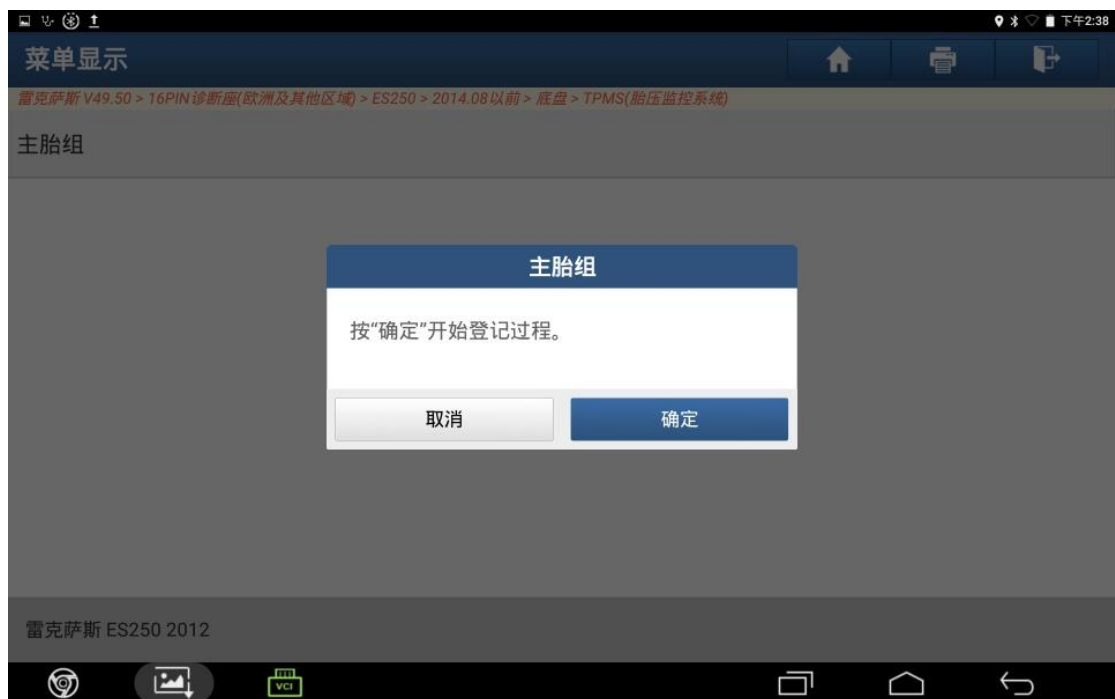 下午2:38
菜单显示
雷克萨斯 V49.50 > 16PIN诊断座(欧洲及其他区域) > ES250 > 2014.08以前 > 底盘 > TPMS(胎压监控系统)
主胎组
主胎组
按“确定”开始登记过程。
取消
确定
雷克萨斯 ES250 2012
VCI